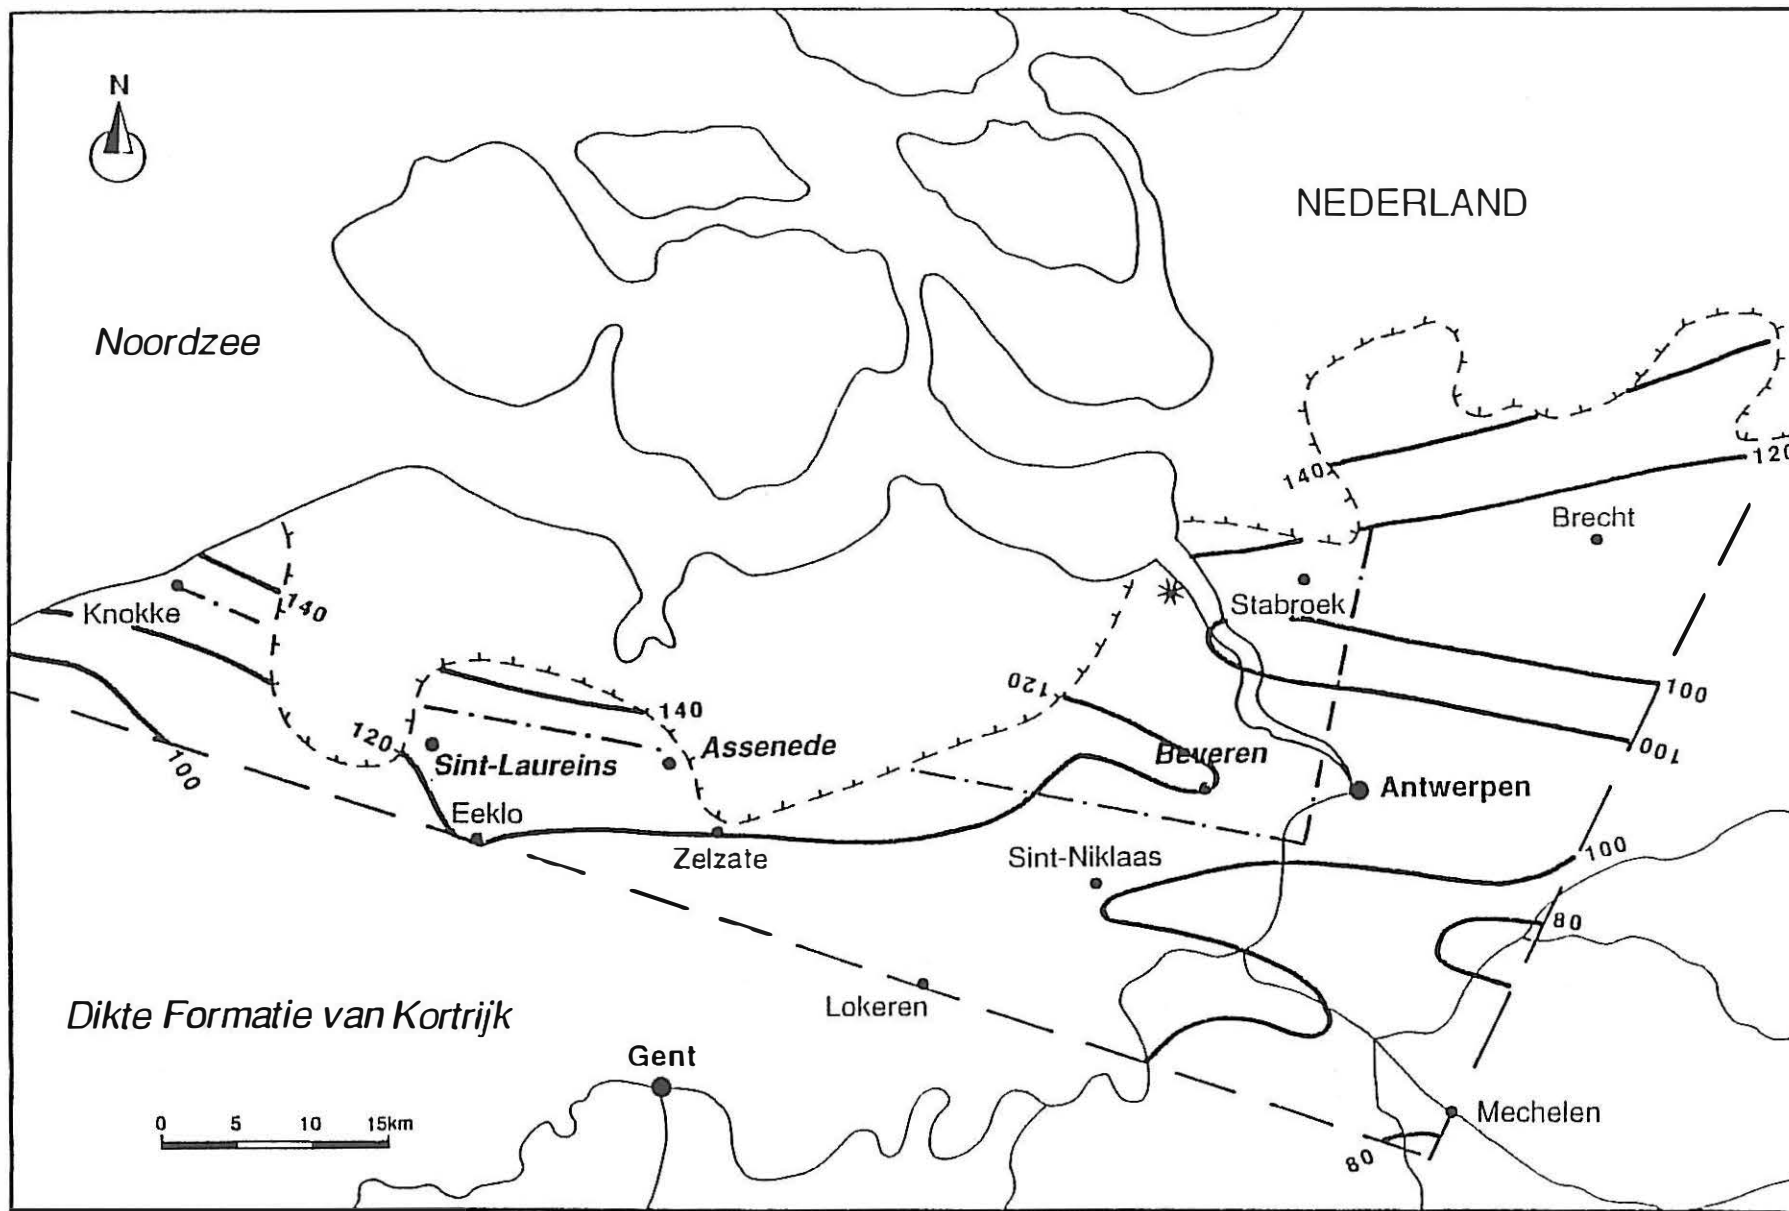 N
NEDERLAND
Noordzee
140
120
Brecht
Knokke
140
Stabroek
100
120
140
100
120
100
Sint-Laureins
Assenede
Beveren
Antwerpen
Eeklo
Zelzate
Sint-Niklaas
100
80
Lokeren
Dikte Formatie van Kortrijk
Gent
0 5 10 15km
Mechelen
80